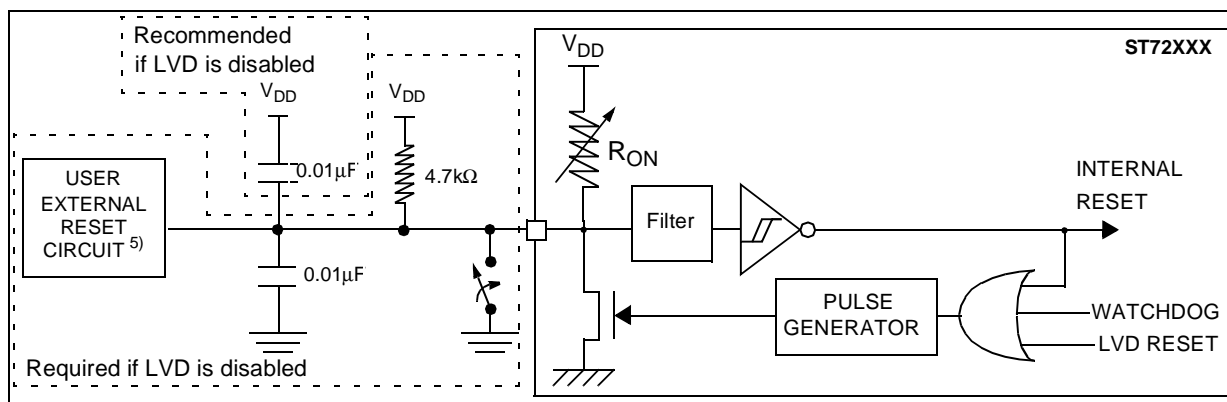 Recommended
if LVD is disabled
VDD
0.01μF
VDD
4.7kΩ
USER
EXTERNAL
RESET
CIRCUIT 5)
0.01μF
Required if LVD is disabled
ST72XXX
VDD
RON
Filter
INTERNAL
RESET
PULSE
GENERATOR
WATCHDOG
LVD RESET